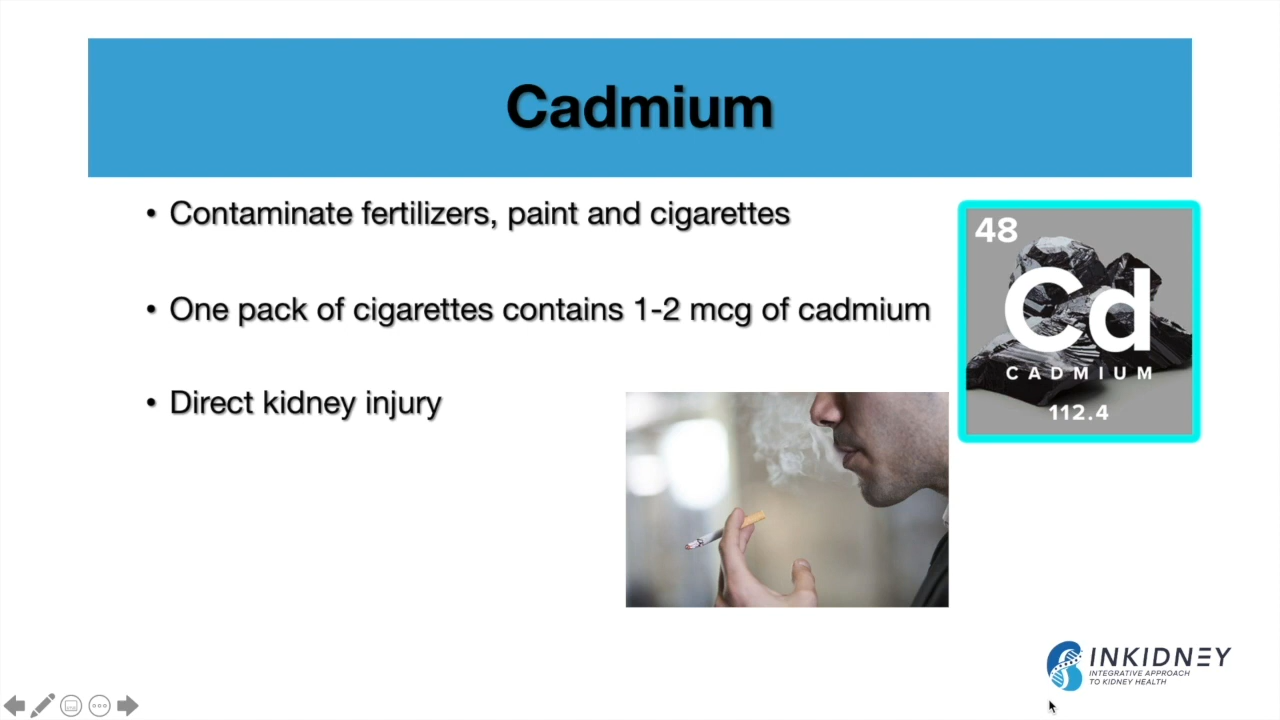 Cadmium
• Contaminate fertilizers, paint and cigarettes
• One pack of cigarettes contains 1-2 mcg of cadmium
• Direct kidney injury
48
Cd
CADMIUM
112.4
INKIDNEY
INTEGRATIVE APPROACH
TO KIDNEY HEALTH